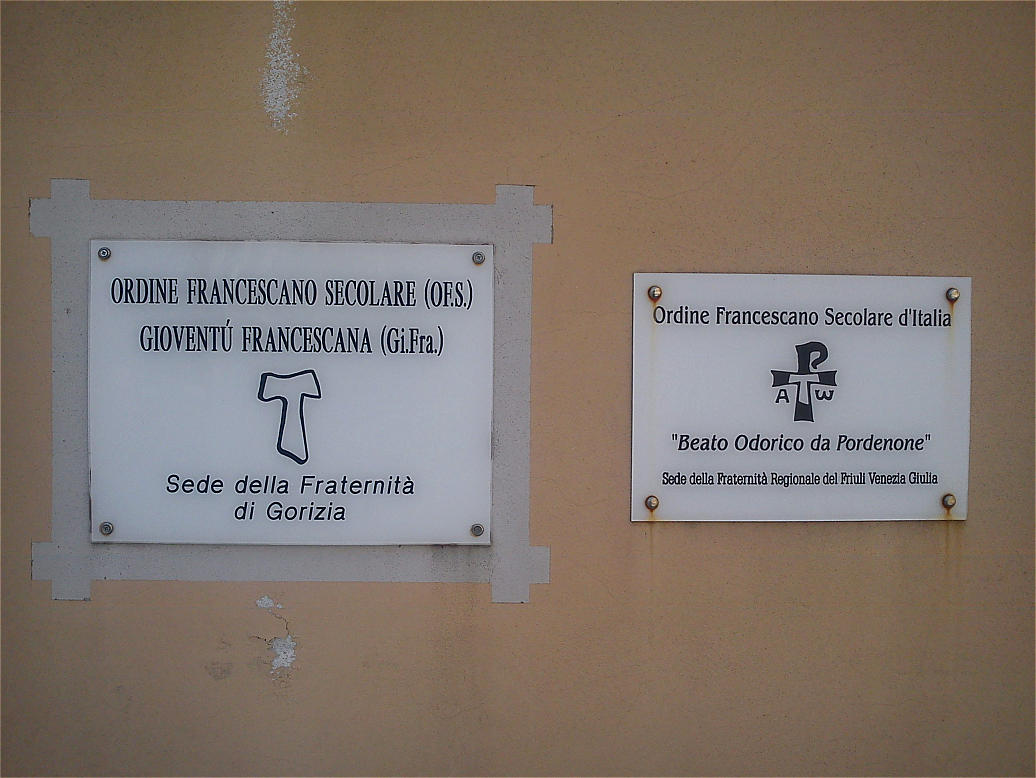 ORDINE FRANCESCANO SECOLARE (OF.S.)
GIOVENTÚ FRANCESCANA (Gi.Fra.)
T
Sede della Fraternità
di Gorizia
Ordine Francescano Secolare d'Italia
A ω
"Beato Odorico da Pordenone"
Sede della Fraternità Regionale del Friuli Venezia Giulia